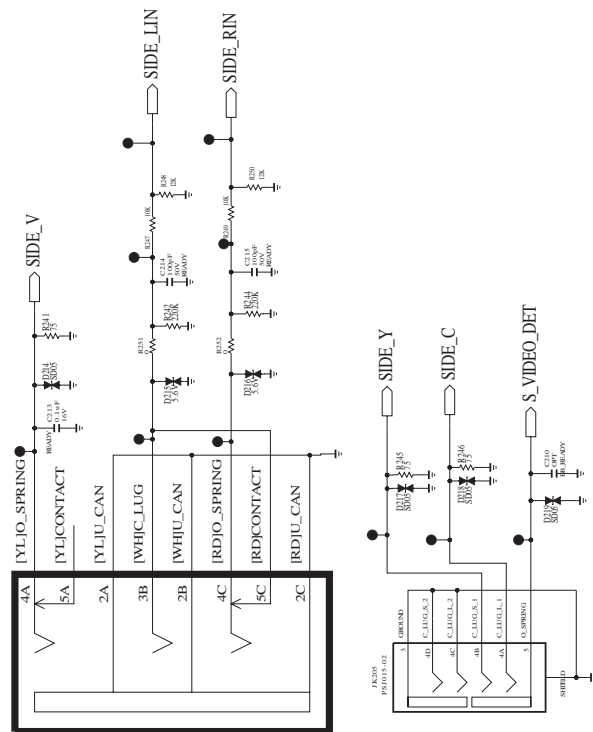 SIDE_V
SIDE_LIN
SIDE_RIN
R248
12K
R250
12K
10K
R247
10K
R249
C214
100pF
50V
READY
C215
100pF
50V
READY
R241
75
R242
220K
R244
220K
R251
0
R252
0
D214
SD05
D215
5.6V
D216
5.6V
C213
0.1uF
16V
READY
[YL]O_SPRING
[YL]CONTACT
[YL]U_CAN
[WH]C_LUG
[WH]U_CAN
[RD]O_SPRING
[RD]CONTACT
[RD]U_CAN
4A
5A
2A
3B
2B
4C
5C
2C
SIDE_Y
SIDE_C
S_VIDEO_DET
R245
75
R246
75
D217
SD05
D218
SD05
C210
OPT
D219
GROUND
C_LUG_S_2
C_LUG_L_2
C_LUG_S_1
C_LUG_L_1
O_SPRING
3
4D
4C
4B
4A
5
JK205
PSJ015-02
SHIELD